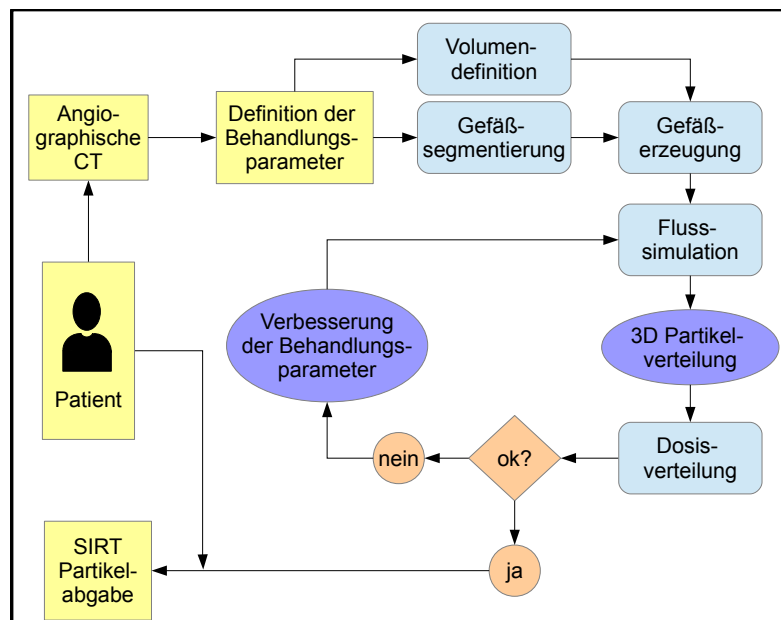 Volumen-
definition
Angio-
graphische
CT
Definition der
Behandlungs-
parameter
Gefäß-
segmentierung
Gefäß-
erzeugung
Fluss-
simulation
Patient
Verbesserung
der Behandlungs-
parameter
3D Partikel-
verteilung
nein
ok?
Dosis-
verteilung
SIRT
Partikel-
abgabe
ja